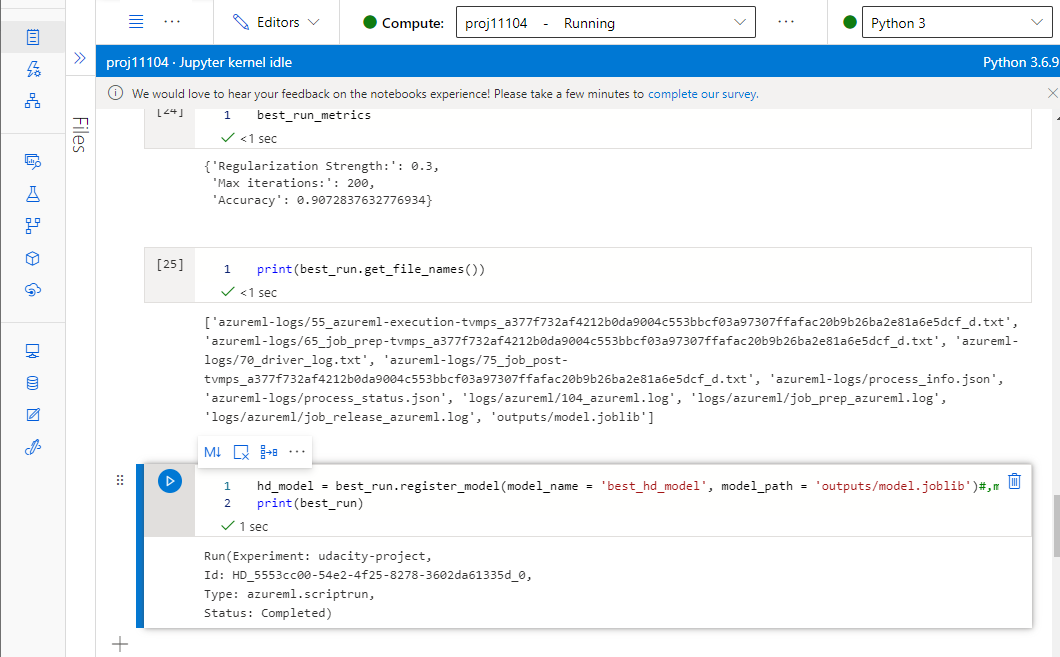 Editors
Compute:
proj11104 - Running
Python 3
proj11104 · Jupyter kernel idle
Python 3.6.9
We would love to hear your feedback on the notebooks experience! Please take a few minutes to complete our survey.
Files
[24]
1 best_run_metrics
<1 sec
{'Regularization Strength:': 0.3,
'Max iterations:': 200,
'Accuracy': 0.9072837632776934}
[25]
1 print(best_run.get_file_names())
<1 sec
['azureml-logs/55_azureml-execution-tvmps_a377f732af4212b0da9004c553bbcf03a97307ffafac20b9b26ba2e81a6e5dcf_d.txt',
'azureml-logs/65_job_prep-tvmps_a377f732af4212b0da9004c553bbcf03a97307ffafac20b9b26ba2e81a6e5dcf_d.txt', 'azureml-
logs/70_driver_log.txt', 'azureml-logs/75_job_post-
tvmps_a377f732af4212b0da9004c553bbcf03a97307ffafac20b9b26ba2e81a6e5dcf_d.txt', 'azureml-logs/process_info.json',
'azureml-logs/process_status.json', 'logs/azureml/104_azureml.log', 'logs/azureml/job_prep_azureml.log',
'logs/azureml/job_release_azureml.log', 'outputs/model.joblib']
M↓
1 hd_model = best_run.register_model(model_name = 'best_hd_model', model_path = 'outputs/model.joblib')#,m
2 print(best_run)
1 sec
Run(Experiment: udacity-project,
Id: HD_5553cc00-54e2-4f25-8278-3602da61335d_0,
Type: azureml.scriptrun,
Status: Completed)